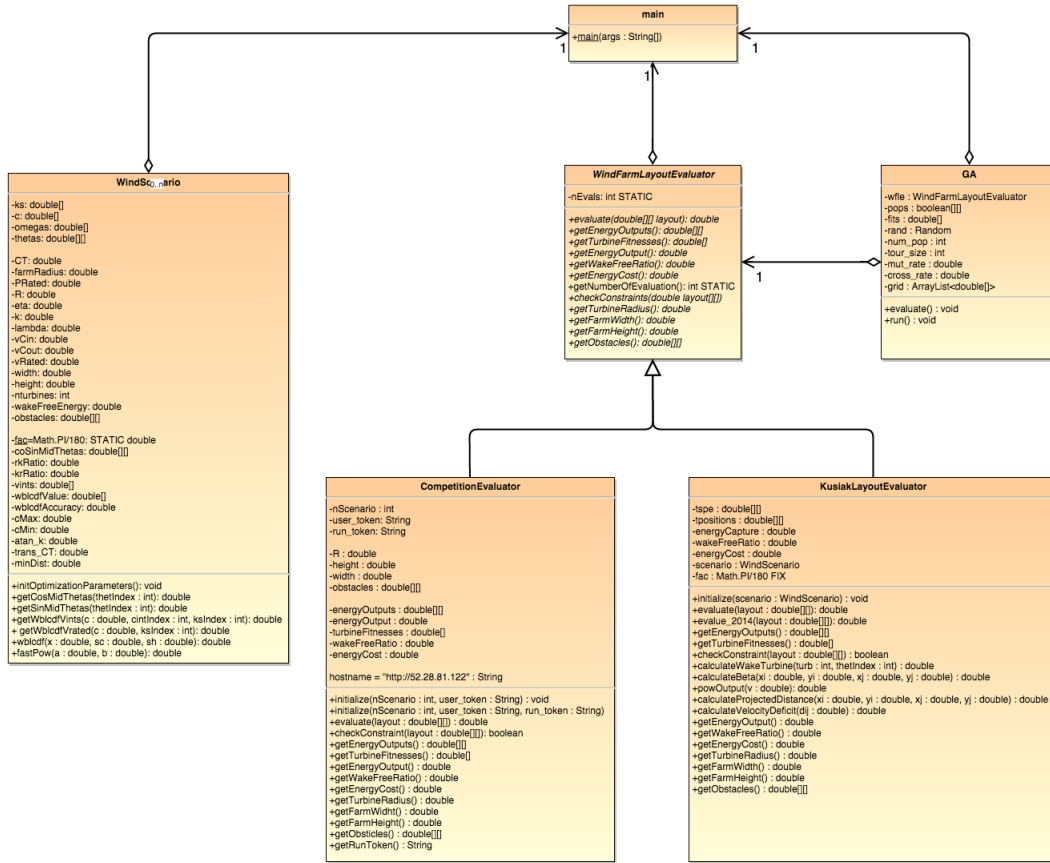 main
+main(args : String[])
1
1
1
WindScenario
0..n
-ks: double[]
-c: double[]
-omegas: double[]
-thetas: double[][]
-CT: double
-farmRadius: double
-PRated: double
-R: double
-eta: double
-k: double
-lambda: double
-vCin: double
-vCout: double
-vRated: double
-width: double
-height: double
-nturbines: int
-wakeFreeEnergy: double
-obstacles: double[][]
-fac=Math.PI/180: STATIC double
-coSinMidThetas: double[][]
-rkRatio: double
-krRatio: double
-vints: double[]
-wblcdfValue: double[]
-wblcdfAccuracy: double
-cMax: double
-cMin: double
-atan_k: double
-trans_CT: double
-minDist: double
+initOptimizationParameters(): void
+getCosMidThetas(thetIndex : int): double
+getSinMidThetas(thetIndex : int): double
+getWblcdfVints(c : double, cintIndex : int, ksIndex : int): double
+ getWblcdfVrated(c : double, ksIndex : int): double
+wblcdf(x : double, sc : double, sh : double): double
+fastPow(a : double, b : double): double
WindFarmLayoutEvaluator
-nEvals: int STATIC
+evaluate(double[][] layout): double
+getEnergyOutputs(): double[][]
+getTurbineFitnesses(): double[]
+getEnergyOutput(): double
+getWakeFreeRatio(): double
+getEnergyCost(): double
+getNumberOfEvaluation(): int STATIC
+checkConstraints(double layout[][])
+getTurbineRadius(): double
+getFarmWidth(): double
+getFarmHeight(): double
+getObstacles(): double[][]
1
GA
-wfle : WindFarmLayoutEvaluator
-pops : boolean[][]
-fits : double[]
-rand : Random
-num_pop : int
-tour_size : int
-mut_rate : double
-cross_rate : double
-grid : ArrayList<double[]>
+evaluate() : void
+run() : void
CompetitionEvaluator
-nScenario : int
-user_token: String
-run_token: String
-R : double
-height : double
-width : double
-obstacles : double[][]
-energyOutputs : double[][]
-energyOutput : double
-turbineFitnesses : double[]
-wakeFreeRatio : double
-energyCost : double
hostname = "http://52.28.81.122" : String
+initialize(nScenario : int, user_token : String) : void
+initialize(nScenario : int, user_token : String, run_token : String)
+evaluate(layout : double[][]) : double
+checkConstraint(layout : double[][]): boolean
+getEnergyOutputs() : double[][]
+getTurbineFitnesses() : double[]
+getEnergyOutput() : double
+getWakeFreeRatio() : double
+getEnergyCost() : double
+getTurbineRadius() : double
+getFarmWidht() : double
+getFarmHeight() : double
+getObsticles() : double[][]
+getRunToken() : String
KusiakLayoutEvaluator
-tspe : double[][]
-tpositions : double[][]
-energyCapture : double
-wakeFreeRatio : double
-energyCost : double
-scenario : WindScenario
-fac : Math.PI/180 FIX
+initialize(scenario : WindScenario) : void
+evaluate(layout : double[][]): double
+evalue_2014(layout : double[][]): double
+getEnergyOutputs() : double[][]
+getTurbineFitnesses() : double[]
+checkConstraint(layout : double[][]) : boolean
+calculateWakeTurbine(turb : int, thetIndex : int) : double
+calculateBeta(xi : double, yi : double, xj : double, yj : double) : double
+powOutput(v : double): double
+calculateProjectedDistance(xi : double, yi : double, xj : double, yj : double) : double
+calculateVelocityDeficit(dij : double) : double
+getEnergyOutput() : double
+getWakeFreeRatio() : double
+getEnergyCost() : double
+getTurbineRadius() : double
+getFarmWidth() : double
+getFarmHeight() : double
+getObstacles() : double[][]